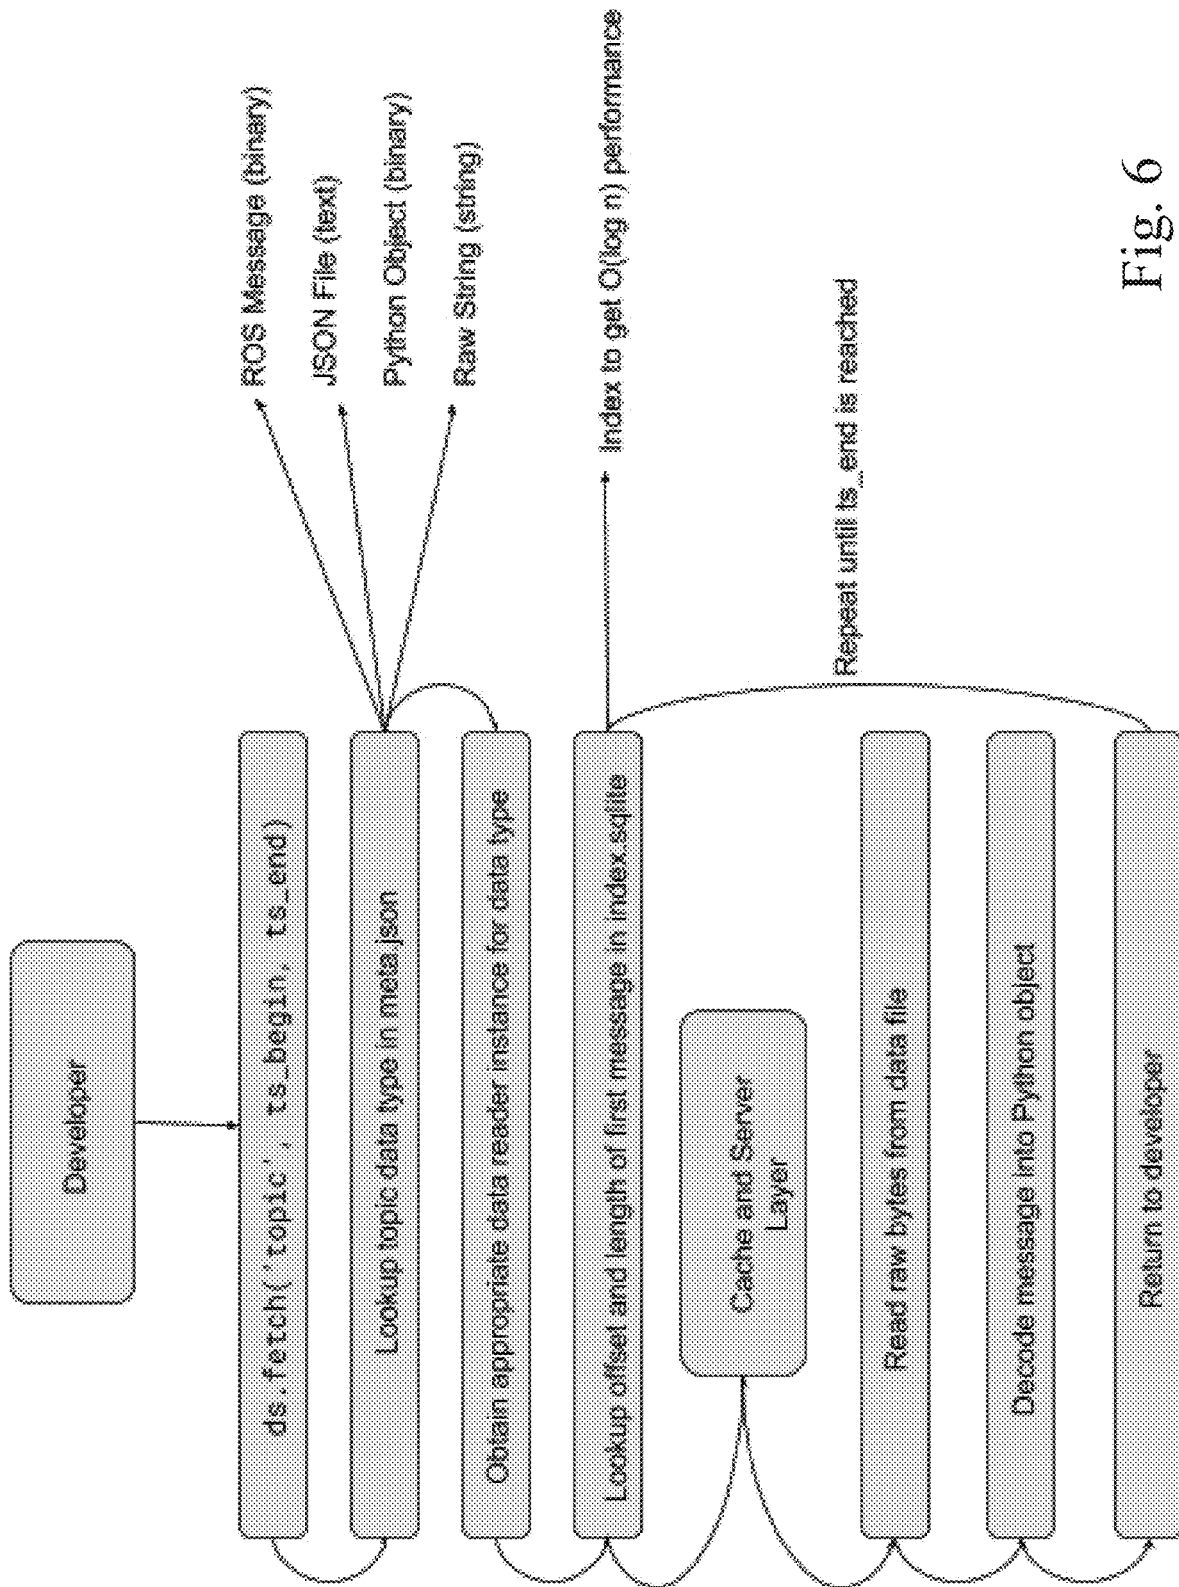 Developer
ds.fetch('topic', ts_begin, ts_end)
Lookup topic data type in meta.json
ROS Message (binary)
JSON File (text)
Python Object (binary)
Raw String (string)
Obtain appropriate data reader instance for data type
Lookup offset and length of first message in index.sqlite
Index to get O(log n) performance
Cache and Server
Layer
Repeat until ts_end is reached
Read raw bytes from data file
Decode message into Python object
Return to developer
Fig. 6